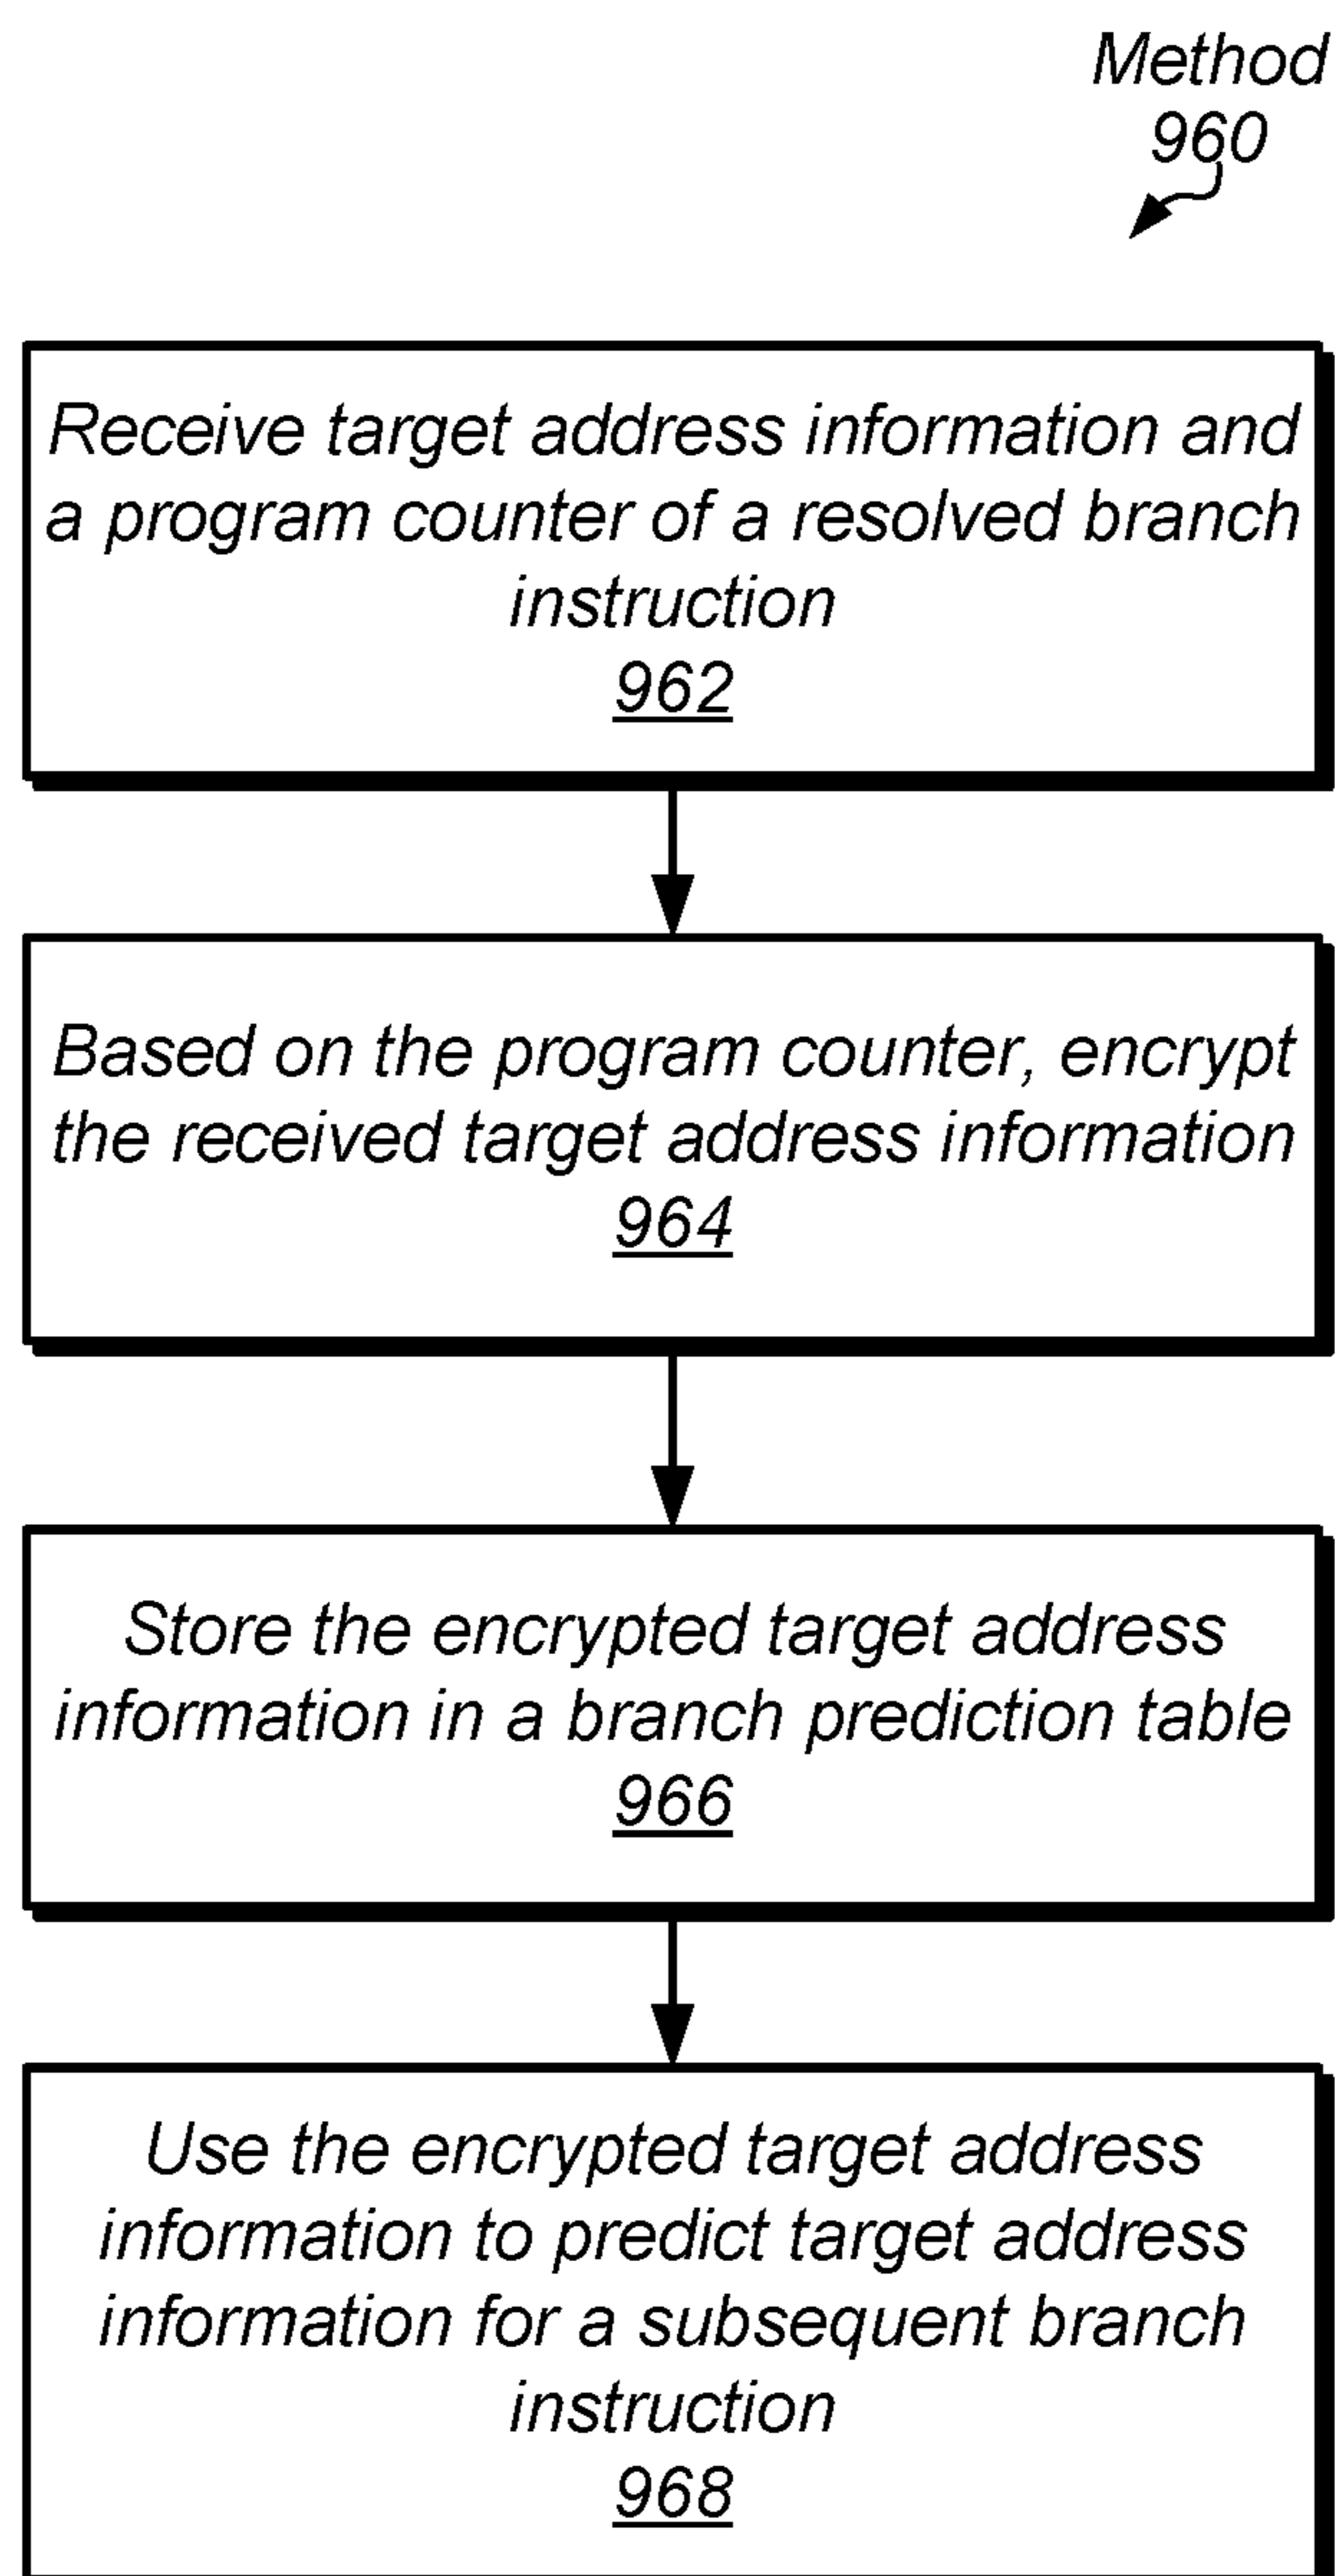 Method
960
Receive target address information and
a program counter of a resolved branch
instruction
962
Based on the program counter, encrypt
the received target address information
964
Store the encrypted target address
information in a branch prediction table
966
Use the encrypted target address
information to predict target address
information for a subsequent branch
instruction
968